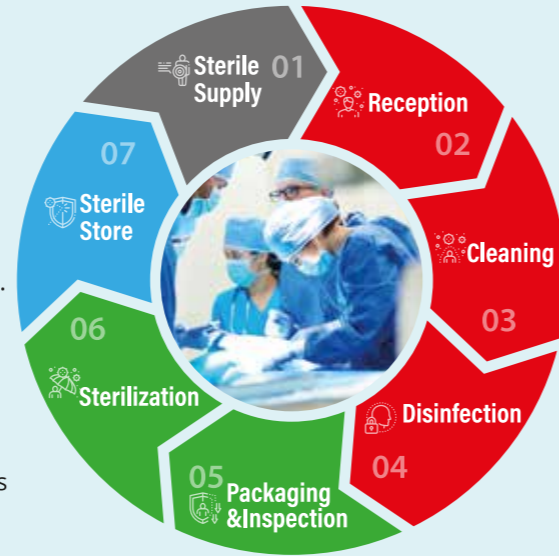 01
Sterile
Supply
Reception
02
Cleaning
03
Disinfection
04
05
Packaging
&Inspection
06
Sterilization
07
Sterile
Store
.
s